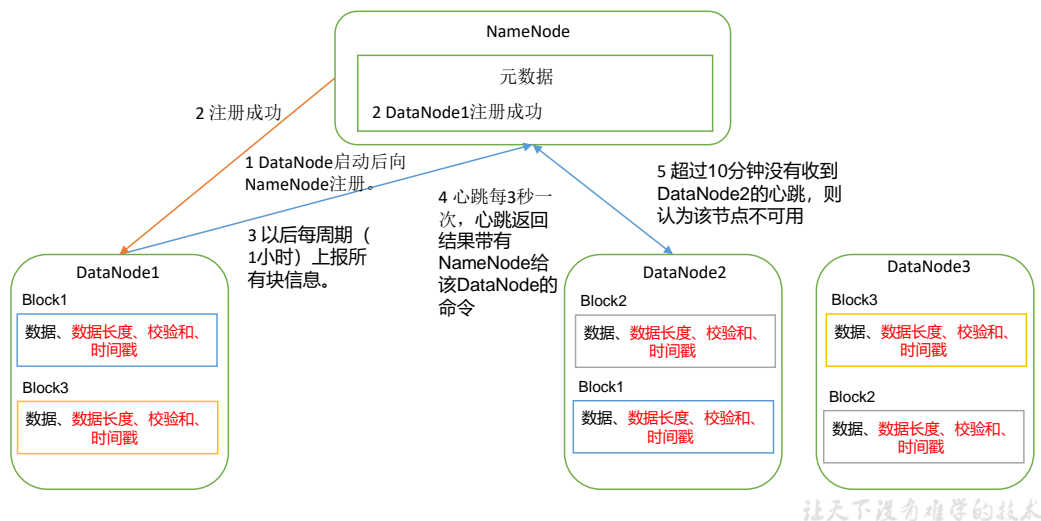 NameNode
元数据
2 DataNode1注册成功
2 注册成功
1 DataNode启动后向
NameNode注册。
3 以后每周期（
1小时）上报所
有块信息。
4 心跳每3秒一
次，心跳返回
结果带有
NameNode给
该DataNode的
命令
5 超过10分钟没有收到
DataNode2的心跳，则
认为该节点不可用
DataNode1
Block1
数据、数据长度、校验和、
时间戳
Block3
数据、数据长度、校验和、
时间戳
DataNode2
Block2
数据、数据长度、校验和、
时间戳
Block1
数据、数据长度、校验和、
时间戳
DataNode3
Block3
数据、数据长度、校验和、
时间戳
Block2
数据、数据长度、校验和、
时间戳
让天下没有难学的技术